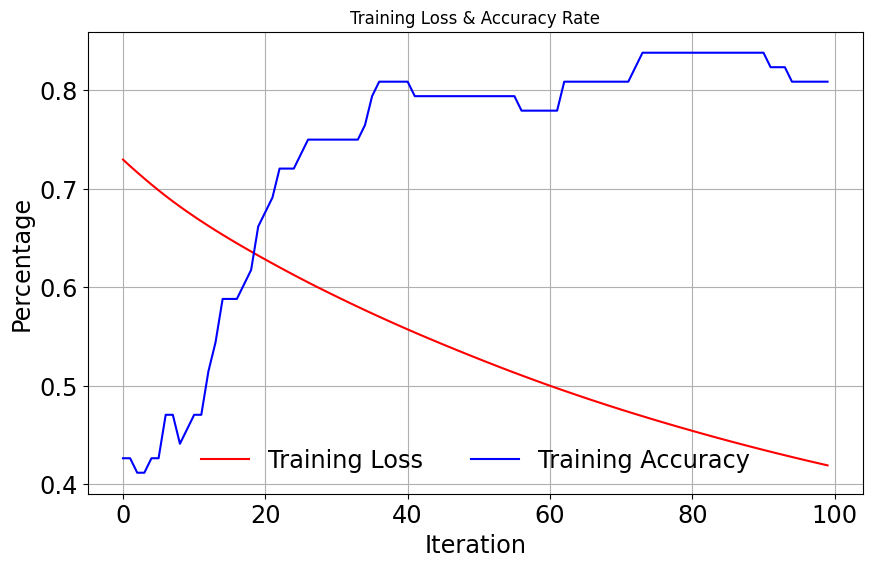 Training Loss & Accuracy Rate
0.8
0.7
0.6
0.5
0.4
Percentage
Training Loss
Training Accuracy
0 20 40 60 80 100
Iteration